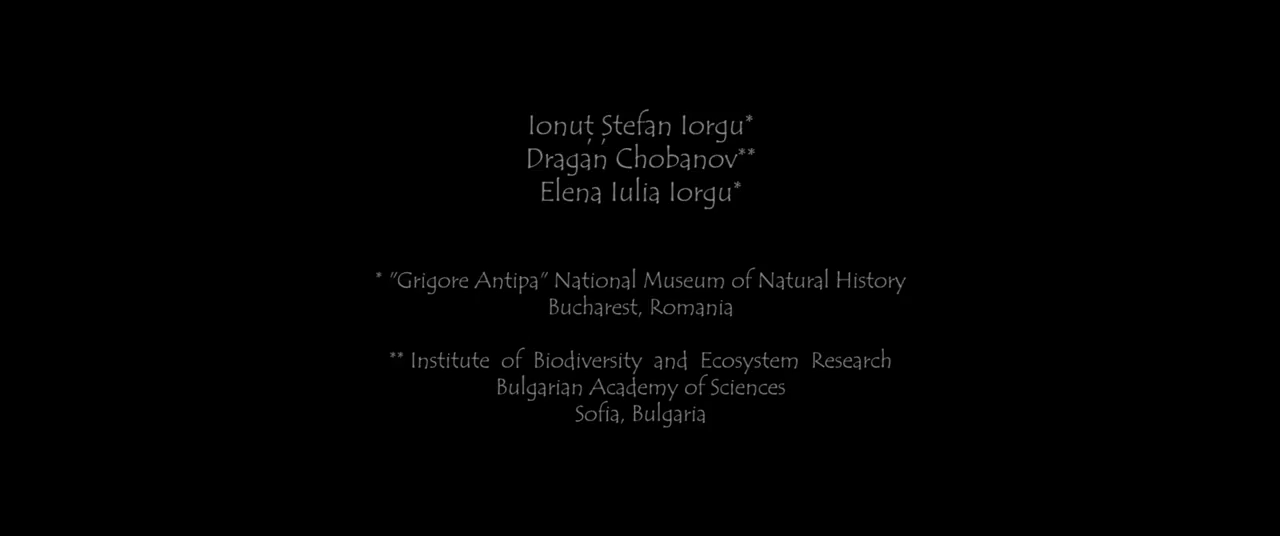 Ionuț Ștefan Iorgu*
Dragan Chobanov**
Elena Iulia Iorgu*
* "Grigore Antipa" National Museum of Natural History
Bucharest, Romania
** Institute of Biodiversity and Ecosystem Research
Bulgarian Academy of Sciences
Sofia, Bulgaria